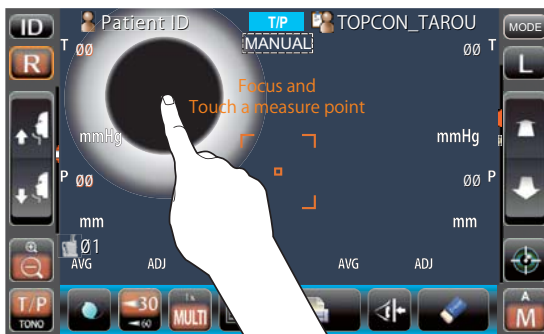 ID
Patient ID
T/P
TOPCON_TAROU
MODE
MANUAL
R
T
00
00
T
L
Focus and
Touch a measure point
mmHg
mmHg
P
00
00
P
mm
mm
01
AVG
ADJ
AVG
ADJ
T/P
TONO
30
60
1x
MULTI
A
M